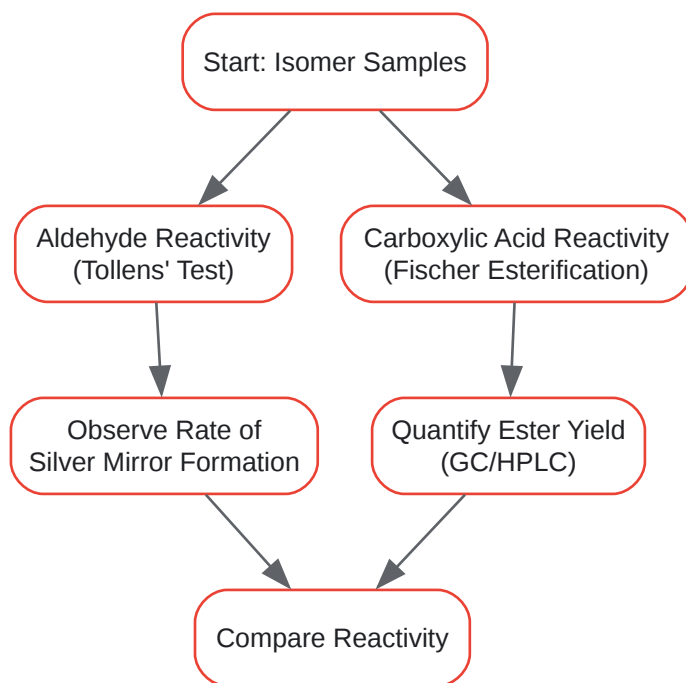 Start: Isomer Samples
Aldehyde Reactivity
(Tollens' Test)
Carboxylic Acid Reactivity
(Fischer Esterification)
Observe Rate of
Silver Mirror Formation
Quantify Ester Yield
(GC/HPLC)
Compare Reactivity